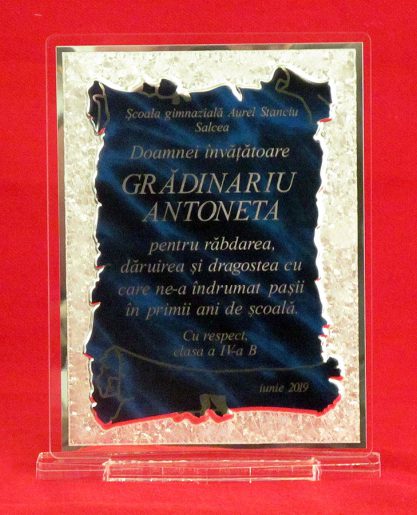 Școala gimnazială Aurel Stanciu
Salcea
Doamnei învățătoare
GRĂDINARIU
ANTONETA
pentru răbdarea,
dăruirea și dragostea cu
care ne-a îndrumat pașii
în primii ani de școală.
Cu respect,
clasa a IV-a B
iunie 2019